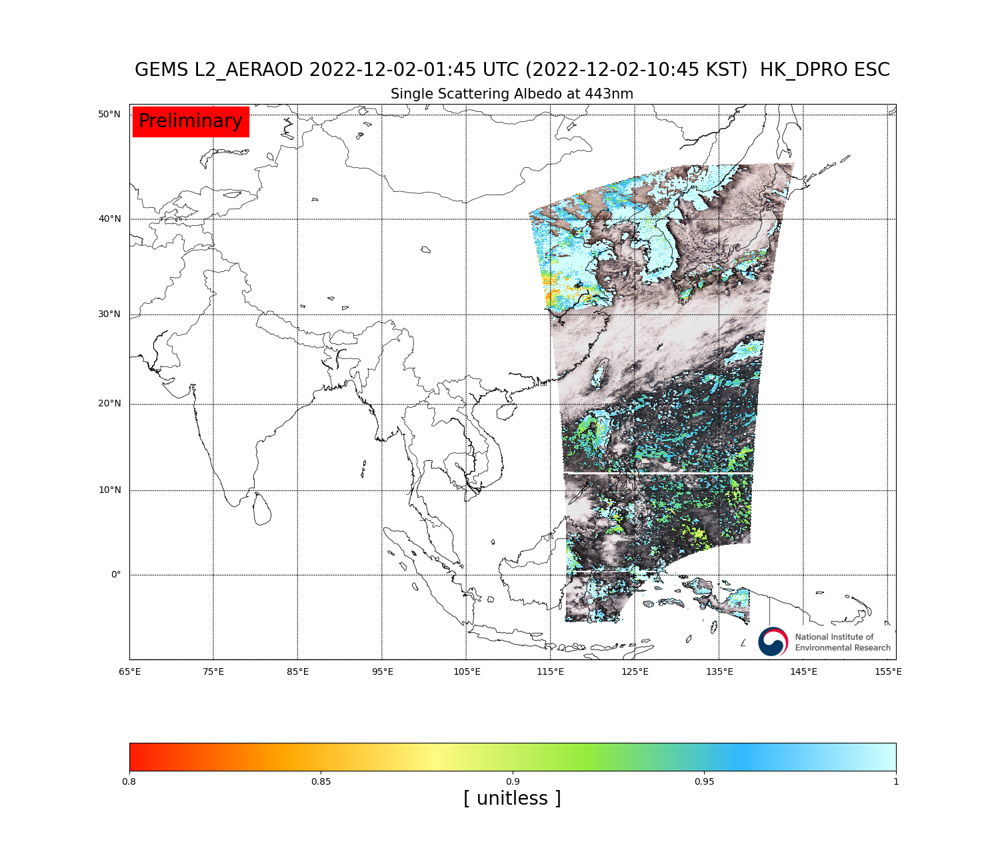 GEMS L2_AERAOD 2022-12-02-01:45 UTC (2022-12-02-10:45 KST)  HK_DPRO ESC
Single Scattering Albedo at 443nm
Preliminary
50°N
40°N
30°N
20°N
10°N
0°
National Institute of
Environmental Research
65°E 75°E 85°E 95°E 105°E 115°E 125°E 135°E 145°E 155°E
0.8 0.85 0.9 0.95 1
[ unitless ]